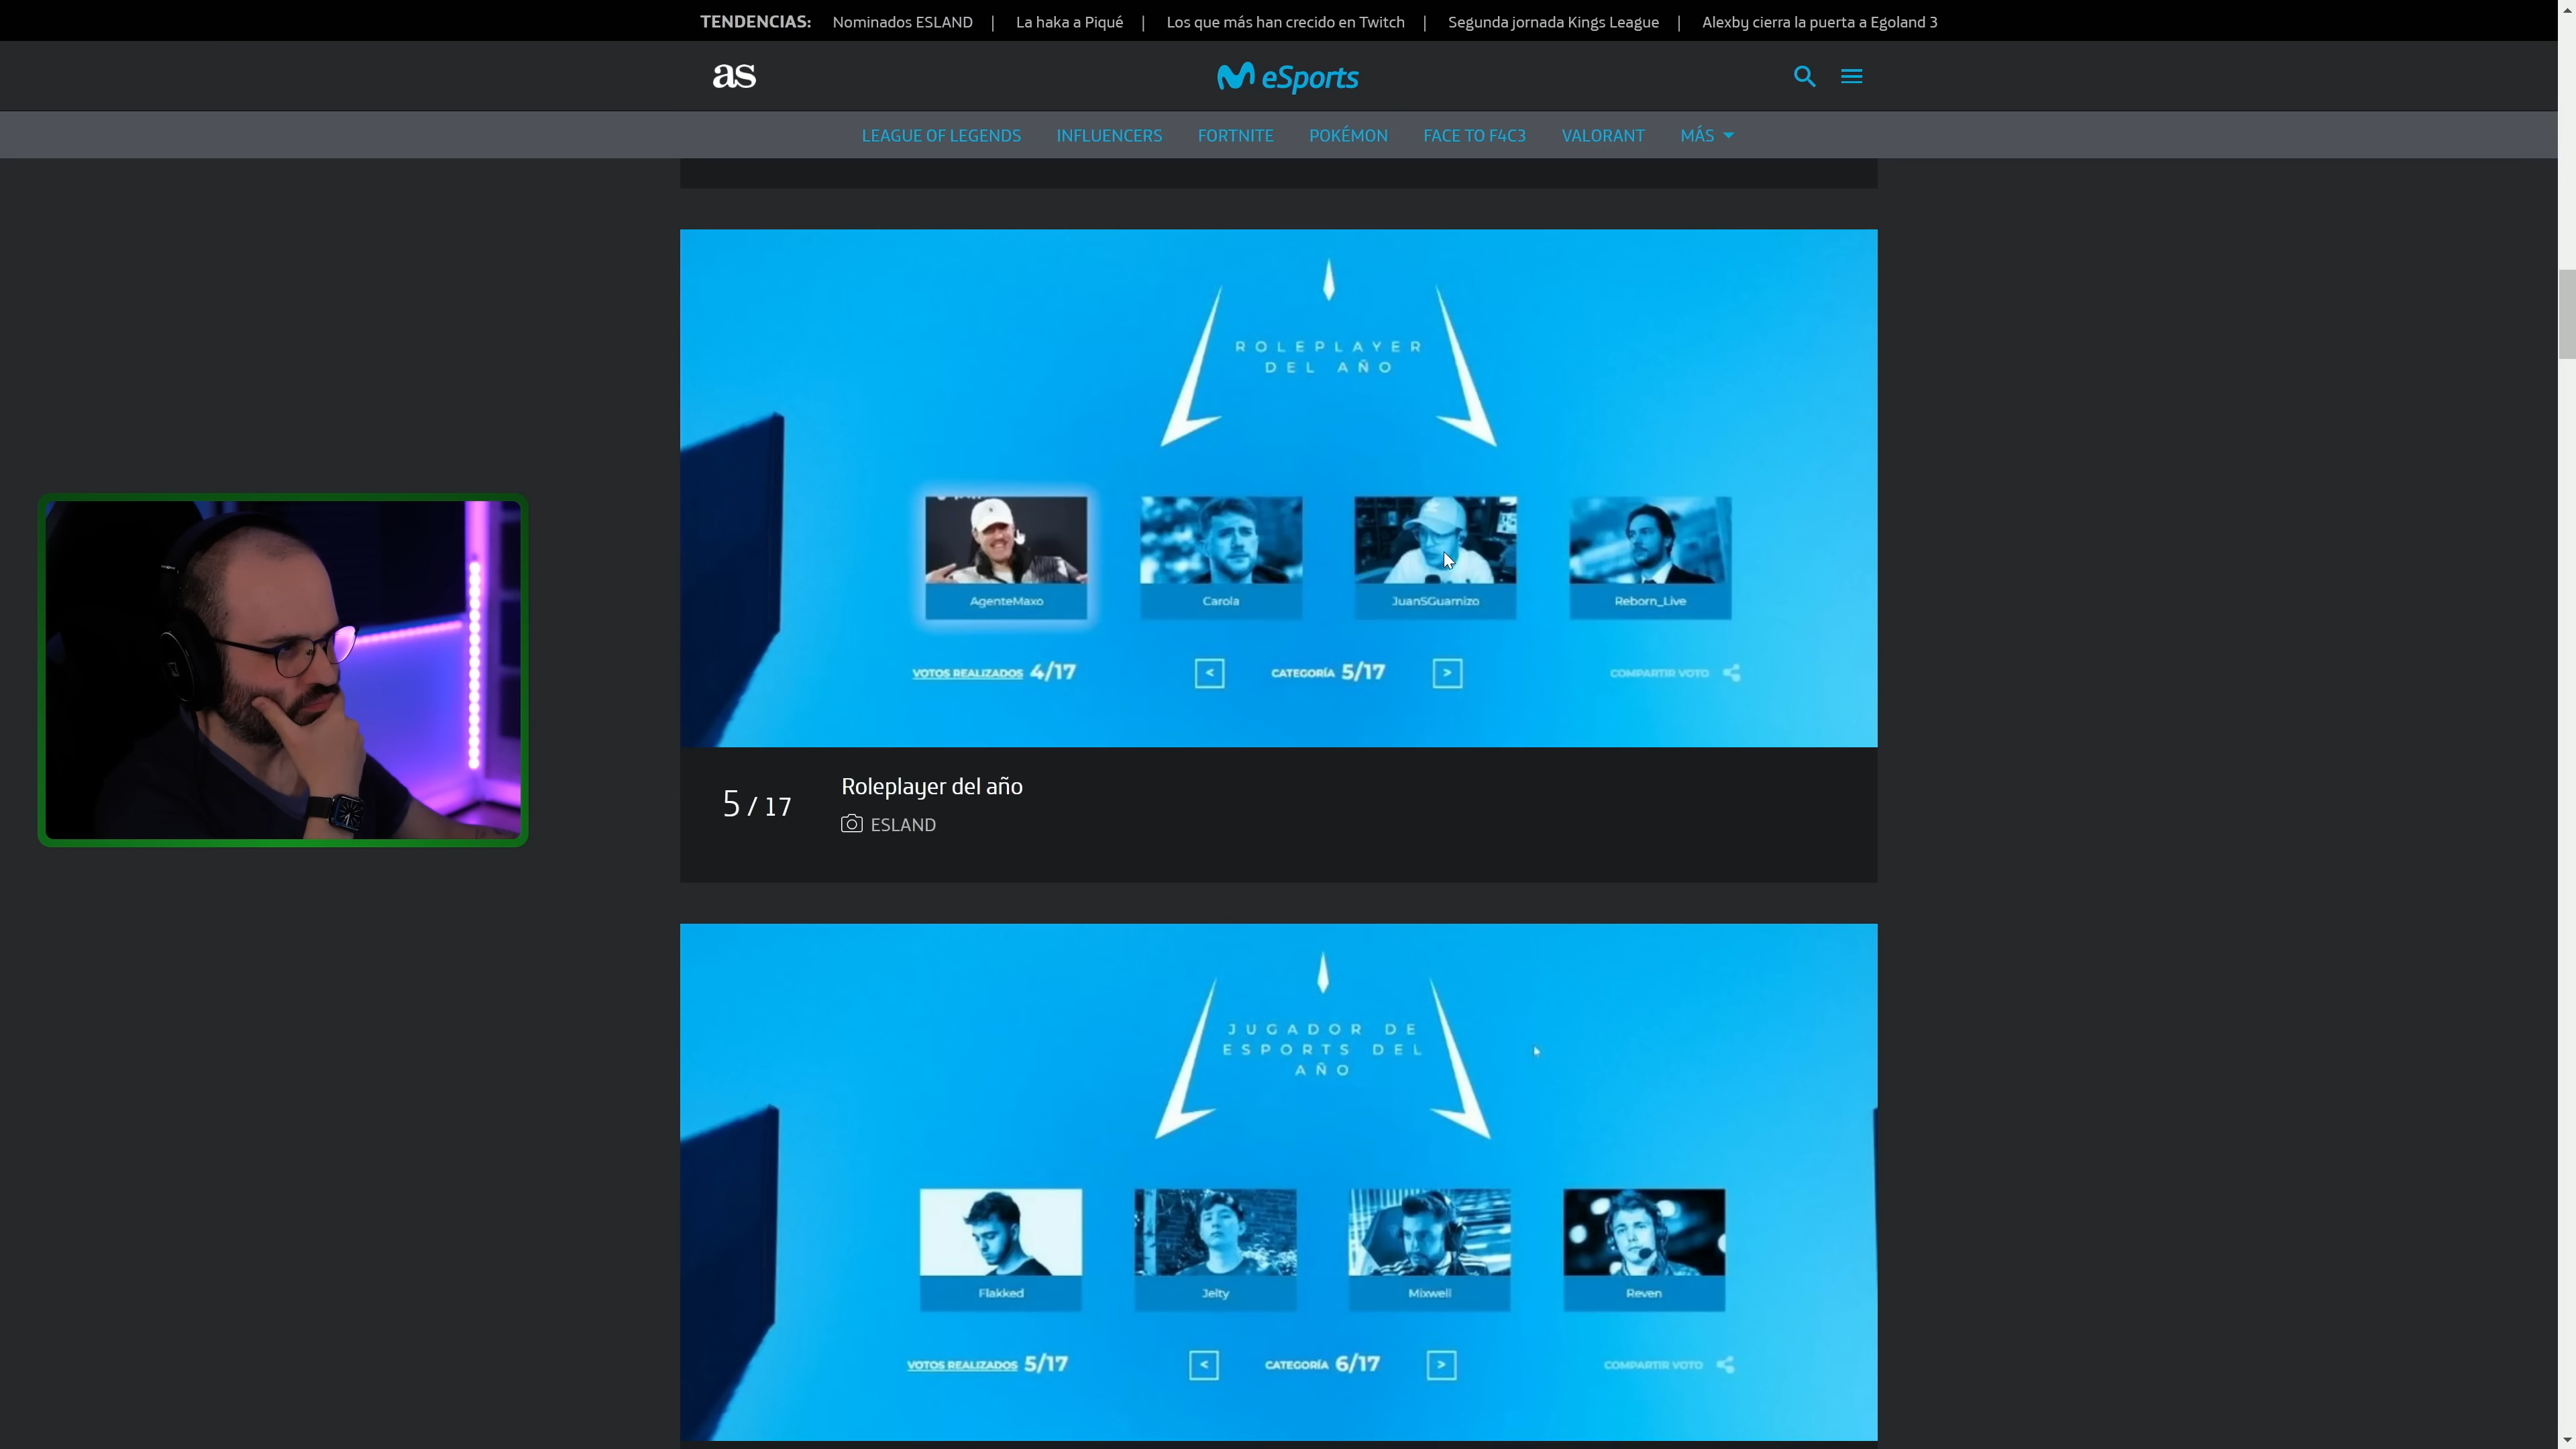 TENDENCIAS: Nominados ESLAND | La haka a Piqué | Los que más han crecido en Twitch | Segunda jornada Kings League | Alexby cierra la puerta a Egoland 3
as eSports
LEAGUE OF LEGENDS INFLUENCERS FORTNITE POKÉMON FACE TO F4C3 VALORANT MÁS
ROLEPLAYER
DEL AÑO
AgenteMaxo Carola JuanSGuarnizo Reborn_Live
VOTOS REALIZADOS 4/17 < CATEGORÍA 5/17 > COMPARTIR VOTO
5 / 17 Roleplayer del año
ESLAND
JUGADOR DE
ESPORTS DEL
AÑO
Flakked Jelty Mixwell Reven
VOTOS REALIZADOS 5/17 < CATEGORÍA 6/17 > COMPARTIR VOTO